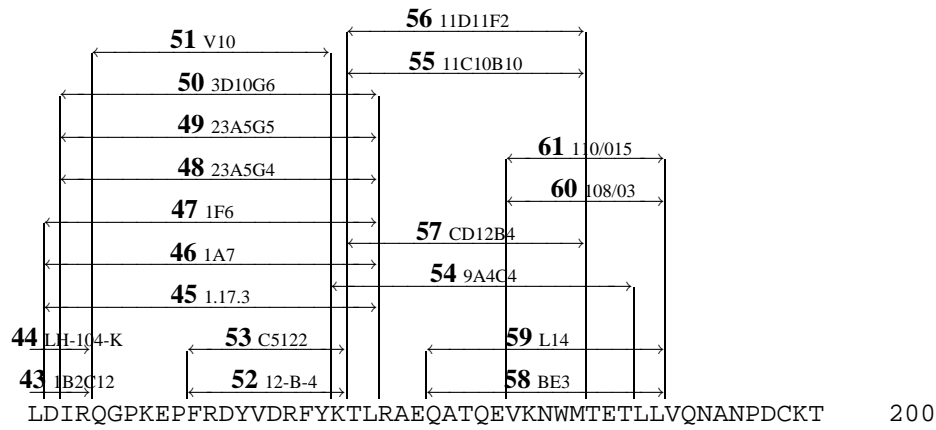 56 11D11F2
51 V10
55 11C10B10
50 3D10G6
49 23A5G5
61 110/015
48 23A5G4
60 108/03
47 1F6
57 CD12B4
46 1A7
54 9A4C4
45 1.17.3
44 LH-104-K 53 C5122 59 L14
43 1B2C12 52 12-B-4 58 BE3
LDIRQGPKEPFRDYVDRFYKTLRAEQATQEVKNWMTETLLVQNANPDCKT 200